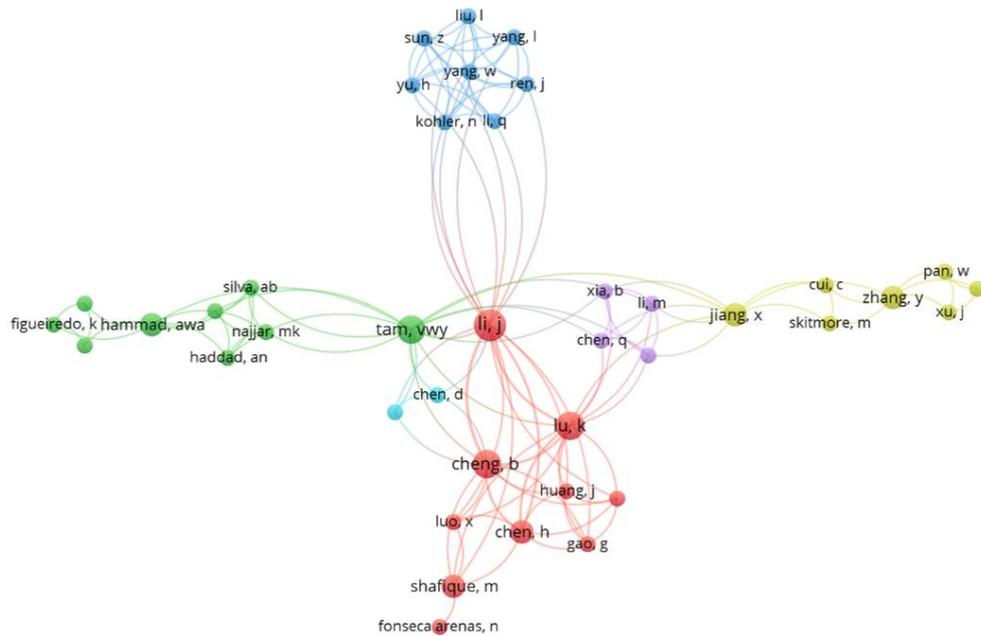 liu, l
sun, z
yang, l
yang, w
yu, h
ren, j
kohler, n
li, q
pan, w
silva, ab
xia, b
cui, c
li, m
zhang, y
figueiredo, k
hammad, awa
najjar, mk
tam, vwy
li, j
jiang, x
skitmore, m
xu, j
chen, q
haddad, an
chen, d
lu, k
cheng, b
huang, j
luo, x
chen, h
gao, g
shafique, m
fonseca arenas, n